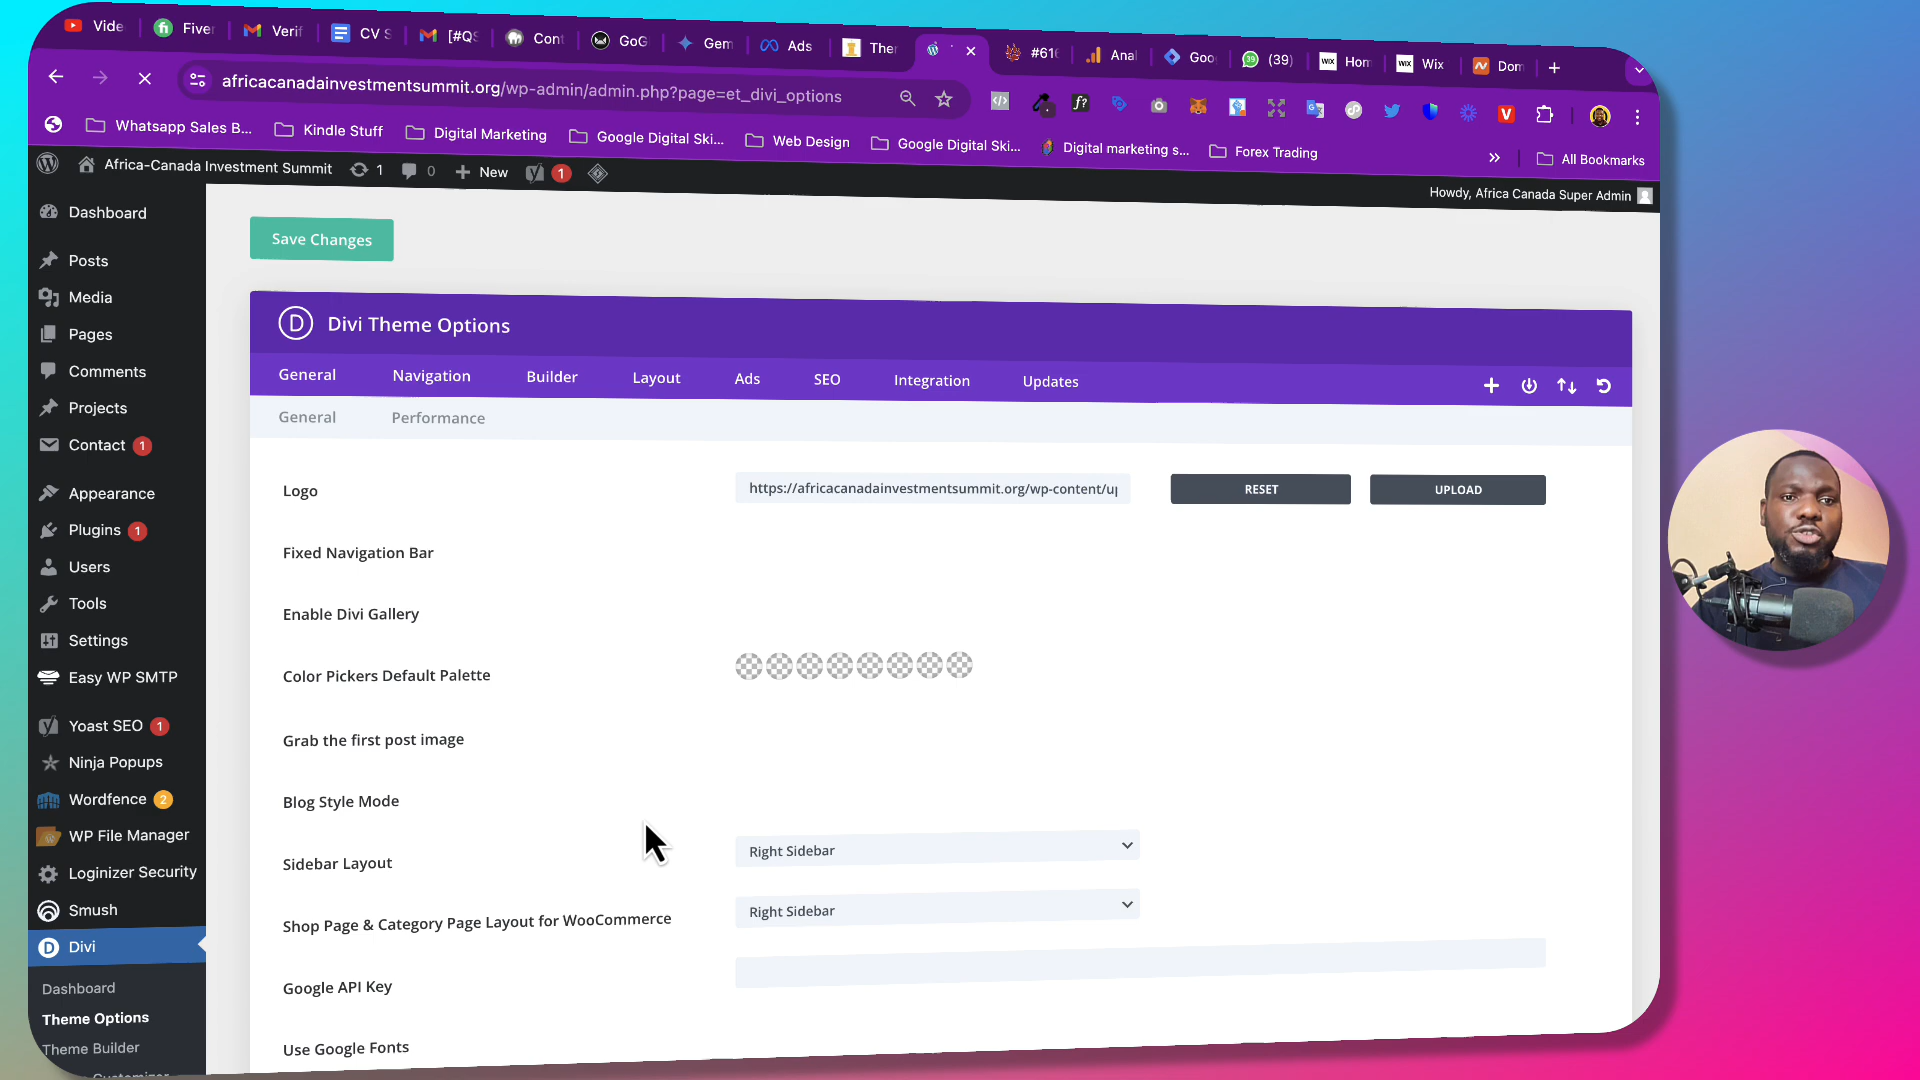 Vide
Fiver
Verif
CV S
[#QS
Cont
GoG
Gem
Ads
Ther
#616
Anal
Goo
(39)
Hom
Wix
Dom
africacanadainvestmentsummit.org/wp-admin/admin.php?page=et_divi_options
Whatsapp Sales B...
Kindle Stuff
Digital Marketing
Google Digital Ski...
Web Design
Google Digital Ski...
Digital marketing s...
Forex Trading
All Bookmarks
Africa-Canada Investment Summit
1
0
New
1
Howdy, Africa Canada Super Admin
Dashboard
Posts
Media
Pages
Comments
Projects
Contact 1
Appearance
Plugins 1
Users
Tools
Settings
Easy WP SMTP
Yoast SEO 1
Ninja Popups
Wordfence 2
WP File Manager
Loginizer Security
Smush
Divi
Dashboard
Theme Options
Theme Builder
Save Changes
D Divi Theme Options
General
Navigation
Builder
Layout
Ads
SEO
Integration
Updates
General
Performance
Logo
https://africacanadainvestmentsummit.org/wp-content/up
RESET
UPLOAD
Fixed Navigation Bar
Enable Divi Gallery
Color Pickers Default Palette
Grab the first post image
Blog Style Mode
Sidebar Layout
Right Sidebar
Shop Page & Category Page Layout for WooCommerce
Right Sidebar
Google API Key
Use Google Fonts